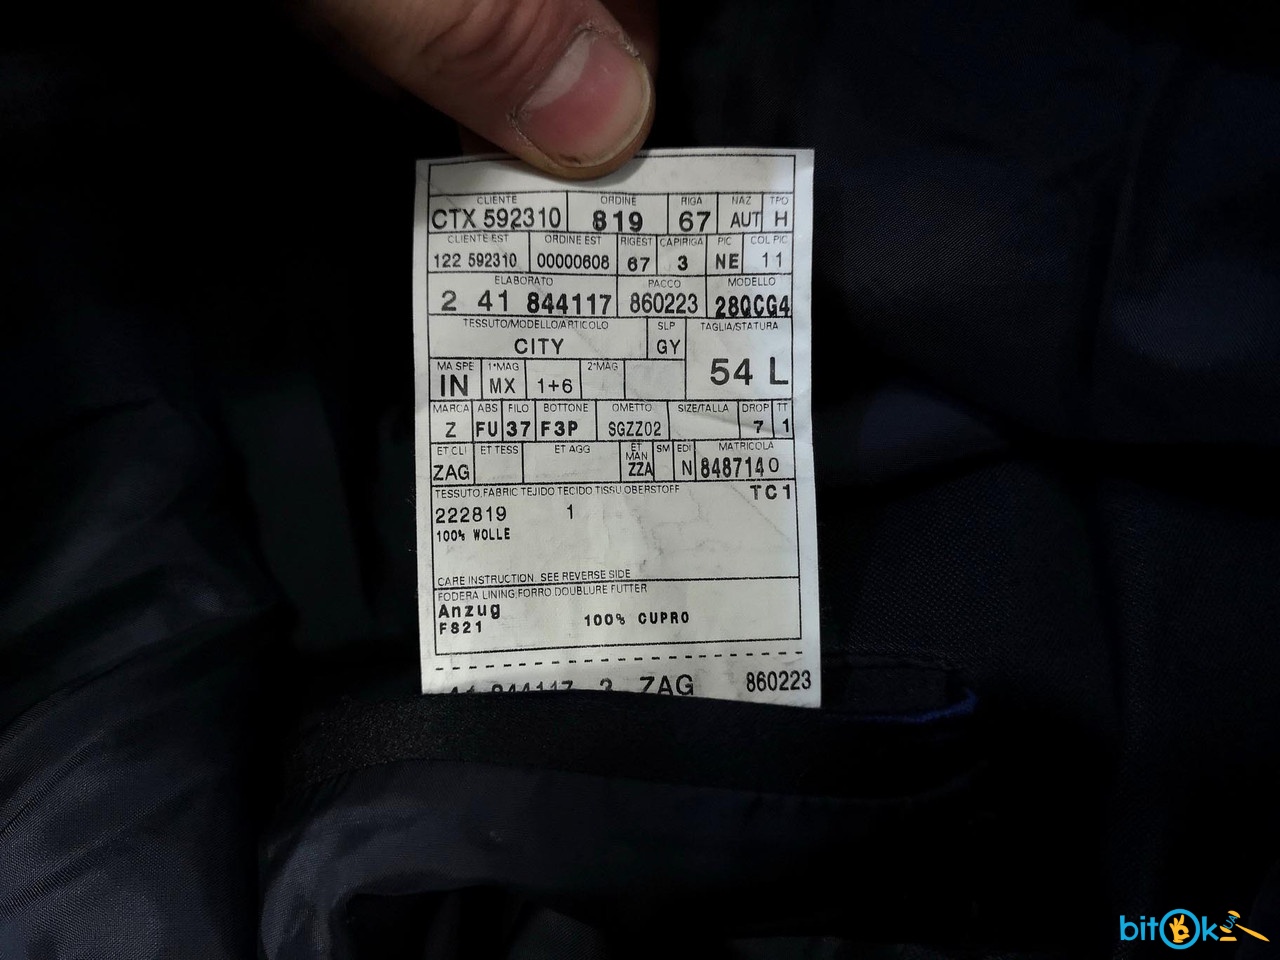 CLIENTE ORDINE RIGA NAZ TPO
CTX 592310 819 67 AUT H
CLIENTE EST ORDINE EST RIGEST CAPIRIGA PIC COL PIC
122 592310 00000608 67 3 NE 11
ELABORATO PACCO MODELLO
2 41 844117 860223 28QCG4
TESSUTO/MODELLO/ARTICOLO SLP TAGLIA/STATURA
CITY GY 54 L
MA SPE 1°MAG 2°MAG
IN MX 1+6
MARCA ABS FILO BOTTONE OMETTO SIZE/TALLA DROP TT
Z FU 37 F3P SGZZ02 7 1
ET CLI ET TESS ET AGG ET MAN SM EDI MATRICOLA
ZAG ZZA N 8487140
TESSUTO,FABRIC TEJIDO TECIDO TISSU OBERSTOFF TC1
222819 1
100% WOLLE
CARE INSTRUCTION SEE REVERSE SIDE
FODERA LINING FORRO DOUBLURE FUTTER
Anzug
F821 100% CUPRO
41 844117 2 ZAG 860223
bitOk UA